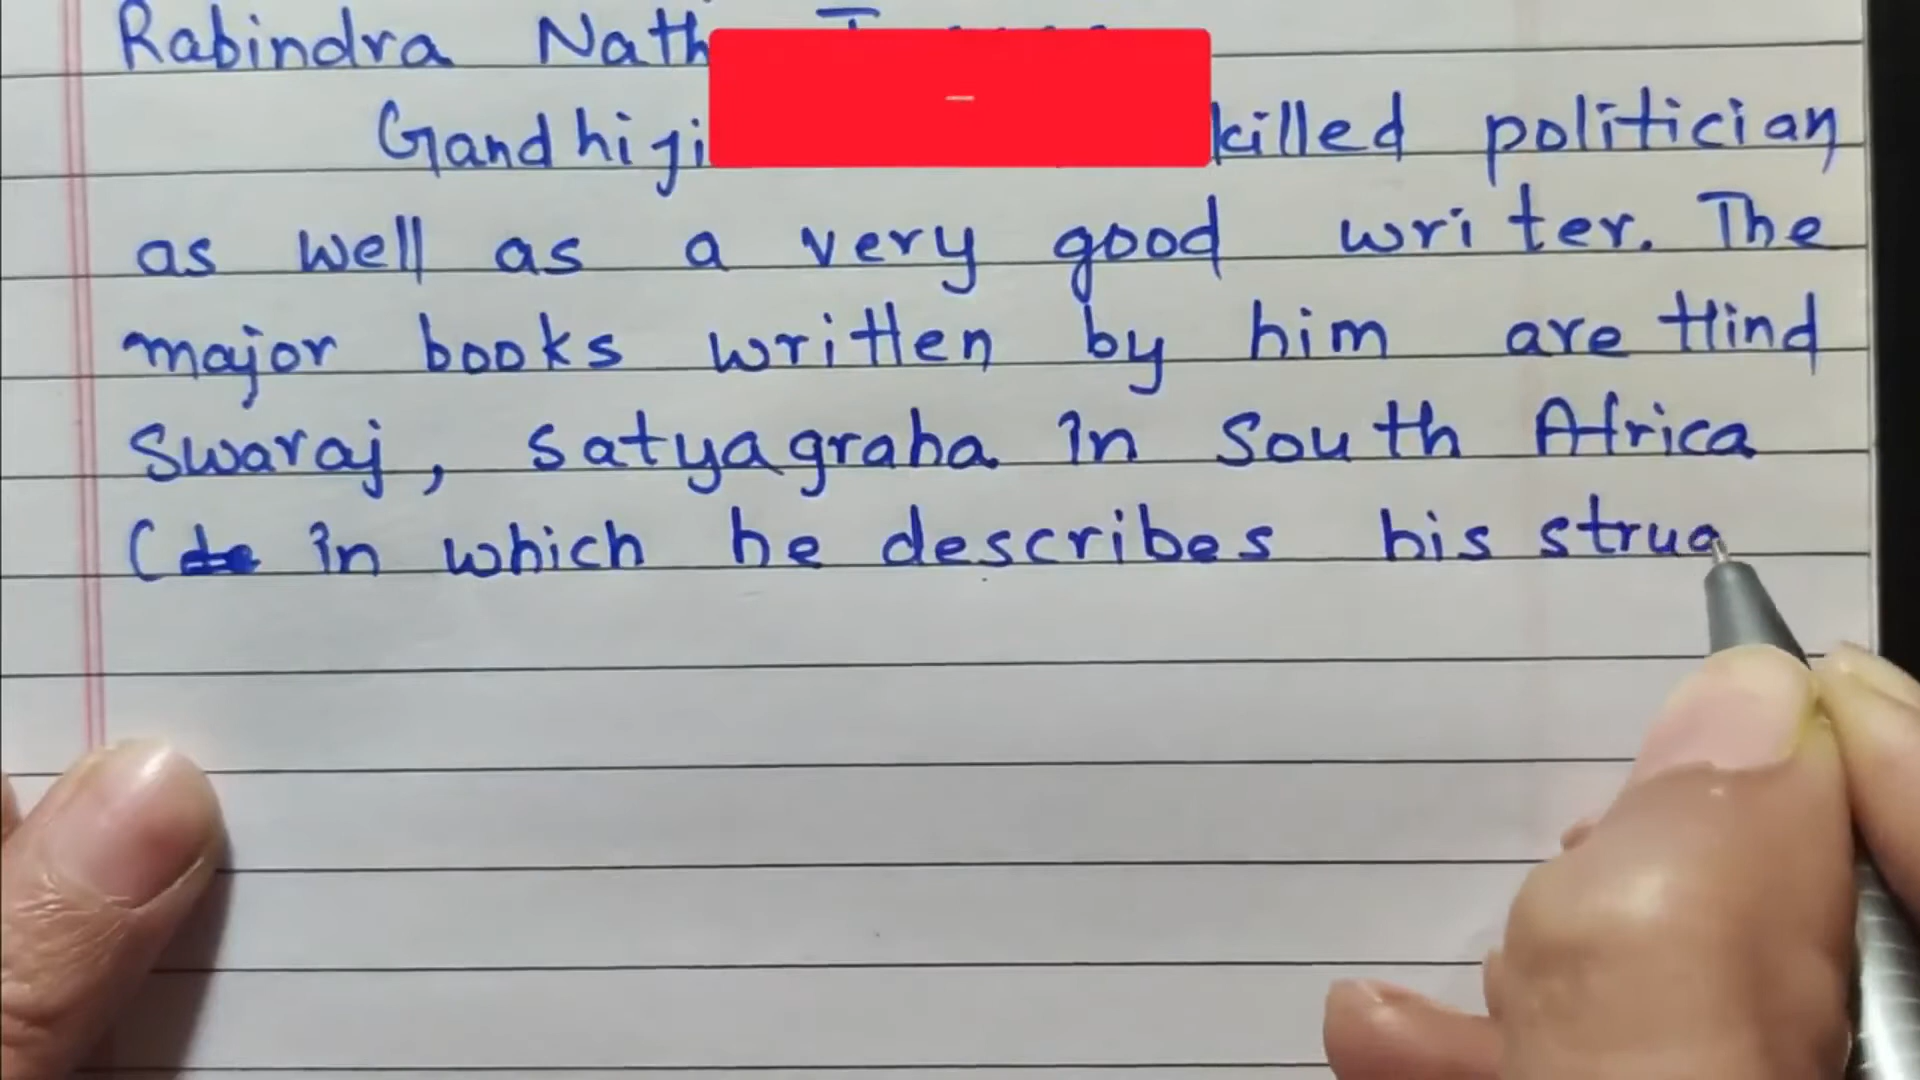 Rabindra Nath
Gandhiji killed politician
as well as a very good writer. The
major books written by him are Hind
Swaraj, satyagraha in South Africa
( in which he describes his strug